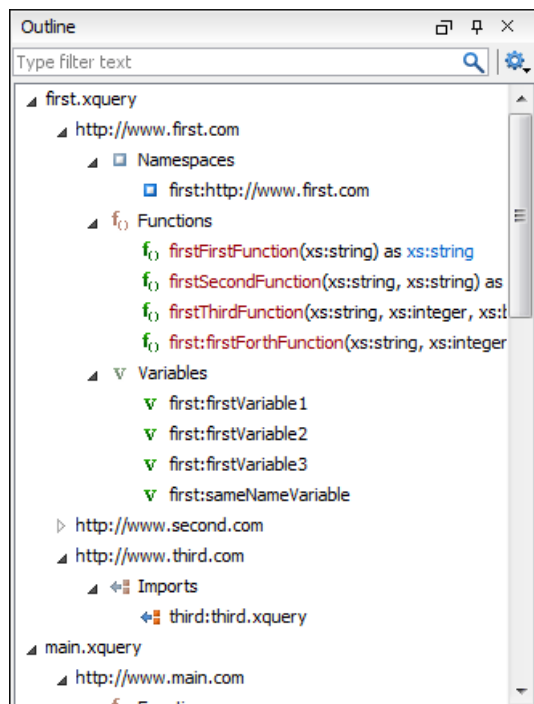 Outline
Type filter text
first.xquery
http://www.first.com
Namespaces
first:http://www.first.com
f() Functions
f() firstFirstFunction(xs:string) as xs:string
f() firstSecondFunction(xs:string, xs:string) as
f() firstThirdFunction(xs:string, xs:integer, xs:
f() first:firstForthFunction(xs:string, xs:integer
v Variables
v first:firstVariable1
v first:firstVariable2
v first:firstVariable3
v first:sameNameVariable
http://www.second.com
http://www.third.com
Imports
third:third.xquery
main.xquery
http://www.main.com